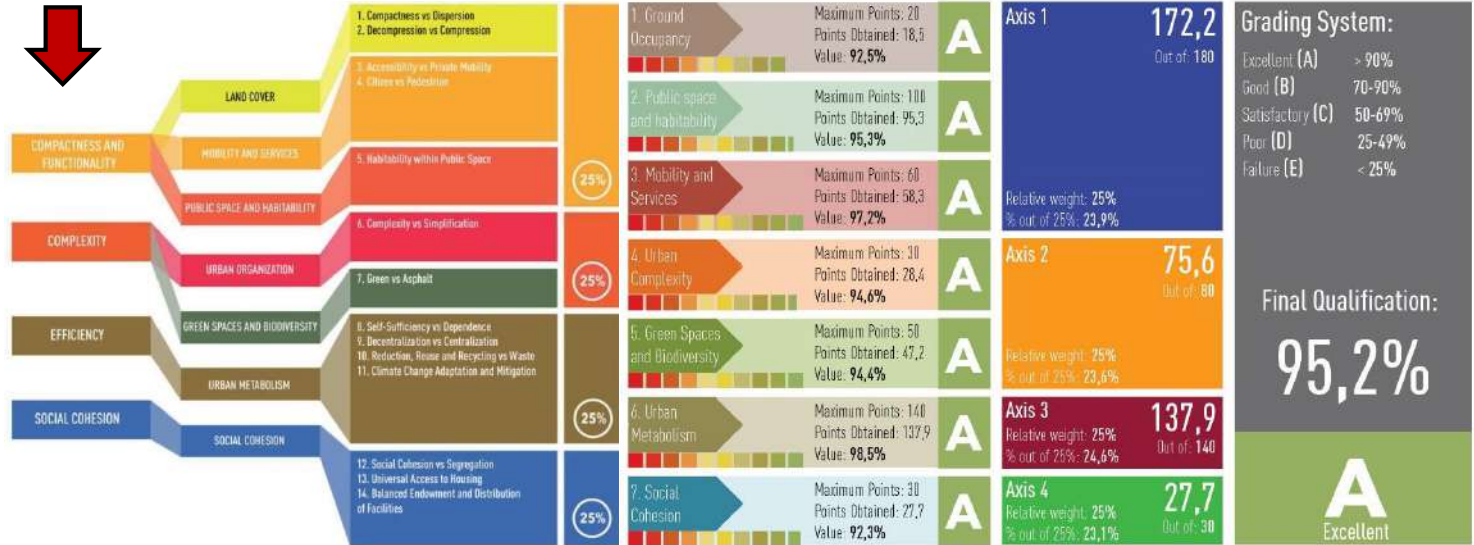 COMPACTNESS AND
FUNCTIONALITY
COMPLEXITY
EFFICIENCY
SOCIAL COHESION
LAND COVER
MOBILITY AND SERVICES
PUBLIC SPACE AND HABITABILITY
URBAN ORGANIZATION
GREEN SPACES AND BIODIVERSITY
URBAN METABOLISM
SOCIAL COHESION
1. Compactness vs Dispersion
2. Decompression vs Compression
3. Accessibility vs Private Mobility
4. Citizen vs Pedestrian
5. Habitability within Public Space
25%
6. Complexity vs Simplification
7. Green vs Asphalt
25%
8. Self-Sufficiency vs Dependence
9. Decentralization vs Centralization
10. Reduction, Reuse and Recycling vs Waste
11. Climate Change Adaptation and Mitigation
25%
12. Social Cohesion vs Segregation
13. Universal Access to Housing
14. Balanced Endowment and Distribution
of Facilities
25%
1. Ground
Occupancy
Maximum Points: 20
Points Obtained: 18,5
Value: 92,5%
A
2. Public space
and habitability
Maximum Points: 100
Points Obtained: 95,3
Value: 95,3%
A
3. Mobility and
Services
Maximum Points: 60
Points Obtained: 58,3
Value: 97,2%
A
4. Urban
Complexity
Maximum Points: 30
Points Obtained: 28,4
Value: 94,6%
A
5. Green Spaces
and Biodiversity
Maximum Points: 50
Points Obtained: 47,2
Value: 94,4%
A
6. Urban
Metabolism
Maximum Points: 140
Points Obtained: 137,9
Value: 98,5%
A
7. Social
Cohesion
Maximum Points: 30
Points Obtained: 27,7
Value: 92,3%
A
Axis 1
172,2
Out of: 180
Relative weight: 25%
% out of 25%: 23,9%
Axis 2
75,6
Out of: 80
Relative weight: 25%
% out of 25%: 23,6%
Axis 3
137,9
Relative weight: 25%
Out of: 140
% out of 25%: 24,6%
Axis 4
27,7
Relative weight: 25%
Out of: 30
% out of 25%: 23,1%
Grading System:
Excellent (A) > 90%
Good (B) 70-90%
Satisfactory (C) 50-69%
Poor (D) 25-49%
Failure (E) < 25%
Final Qualification:
95,2%
A
Excellent